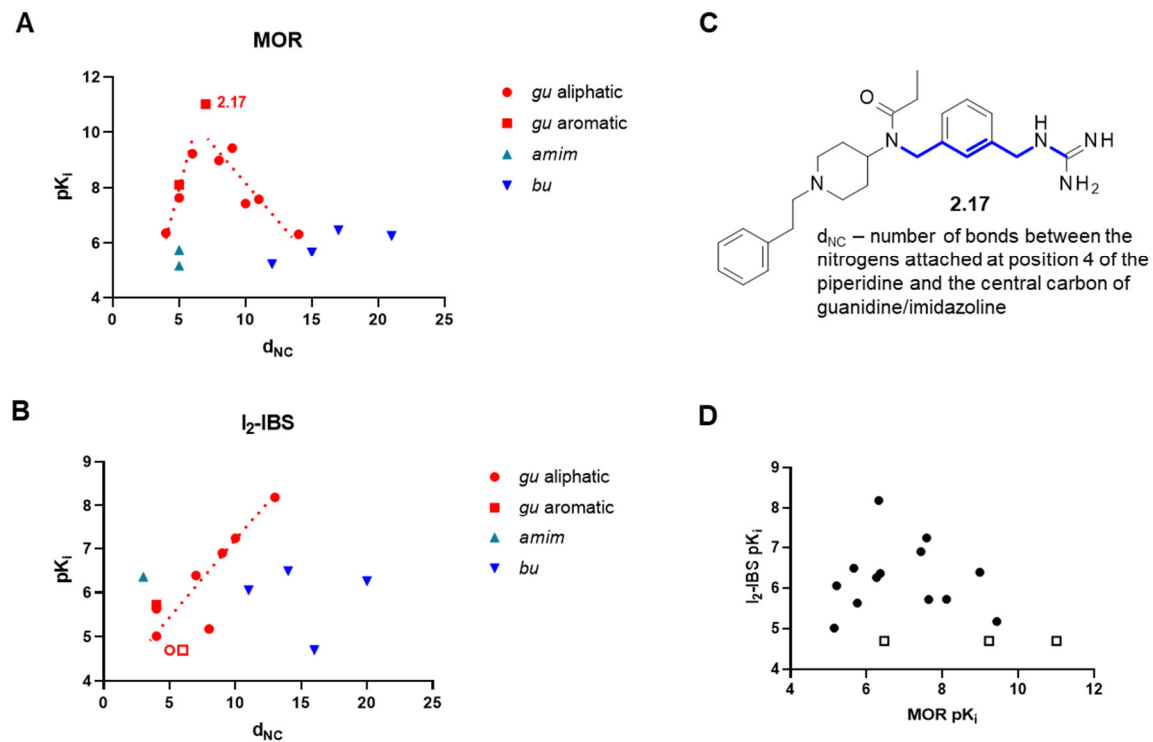 A
MOR
12
10
8
6
4
pKi
0
5
10
15
20
25
dNC
2.17
gu aliphatic
gu aromatic
amim
bu
C
O
N
N
H
N
NH
NH2
2.17
dNC – number of bonds between the
nitrogens attached at position 4 of the
piperidine and the central carbon of
guanidine/imidazoline
B
I2-IBS
9
8
7
6
5
4
pKi
0
5
10
15
20
25
dNC
gu aliphatic
gu aromatic
amim
bu
D
9
8
7
6
5
4
I2-IBS pKi
4
6
8
10
12
MOR pKi